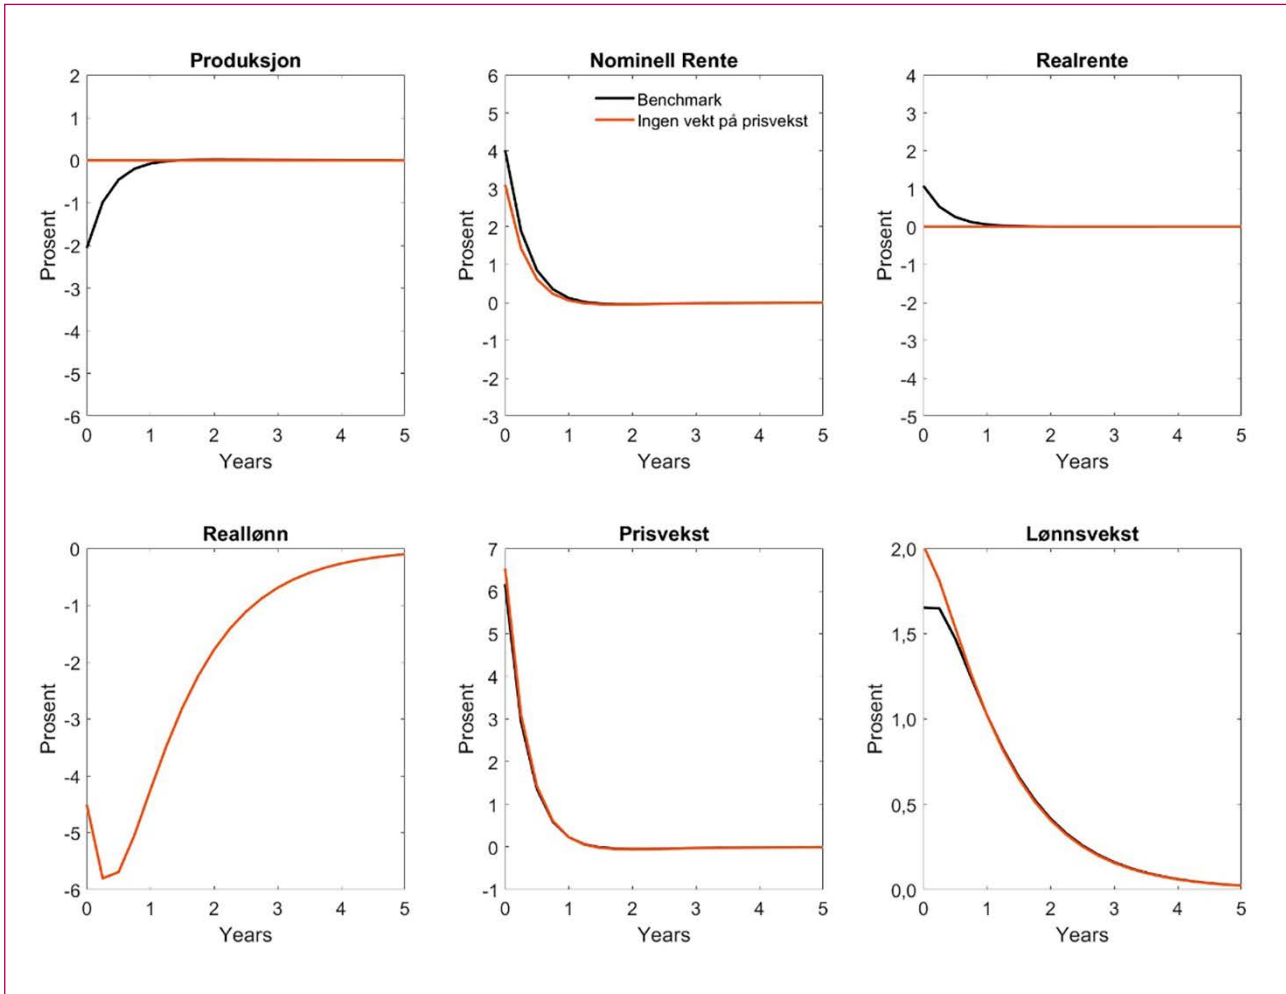 Produksjon
Prosent
2
1
0
-1
-2
-3
-4
-5
-6
0 1 2 3 4 5
Years
Nominell Rente
Benchmark
Ingen vekt på prisvekst
Prosent
6
5
4
3
2
1
0
-1
-2
-3
0 1 2 3 4 5
Years
Realrente
Prosent
4
3
2
1
0
-1
-2
-3
-4
-5
0 1 2 3 4 5
Years
Reallønn
Prosent
0
-1
-2
-3
-4
-5
-6
0 1 2 3 4 5
Years
Prisvekst
Prosent
7
6
5
4
3
2
1
0
-1
0 1 2 3 4 5
Years
Lønnsvekst
Prosent
2,0
1,5
1,0
0,5
0,0
0 1 2 3 4 5
Years